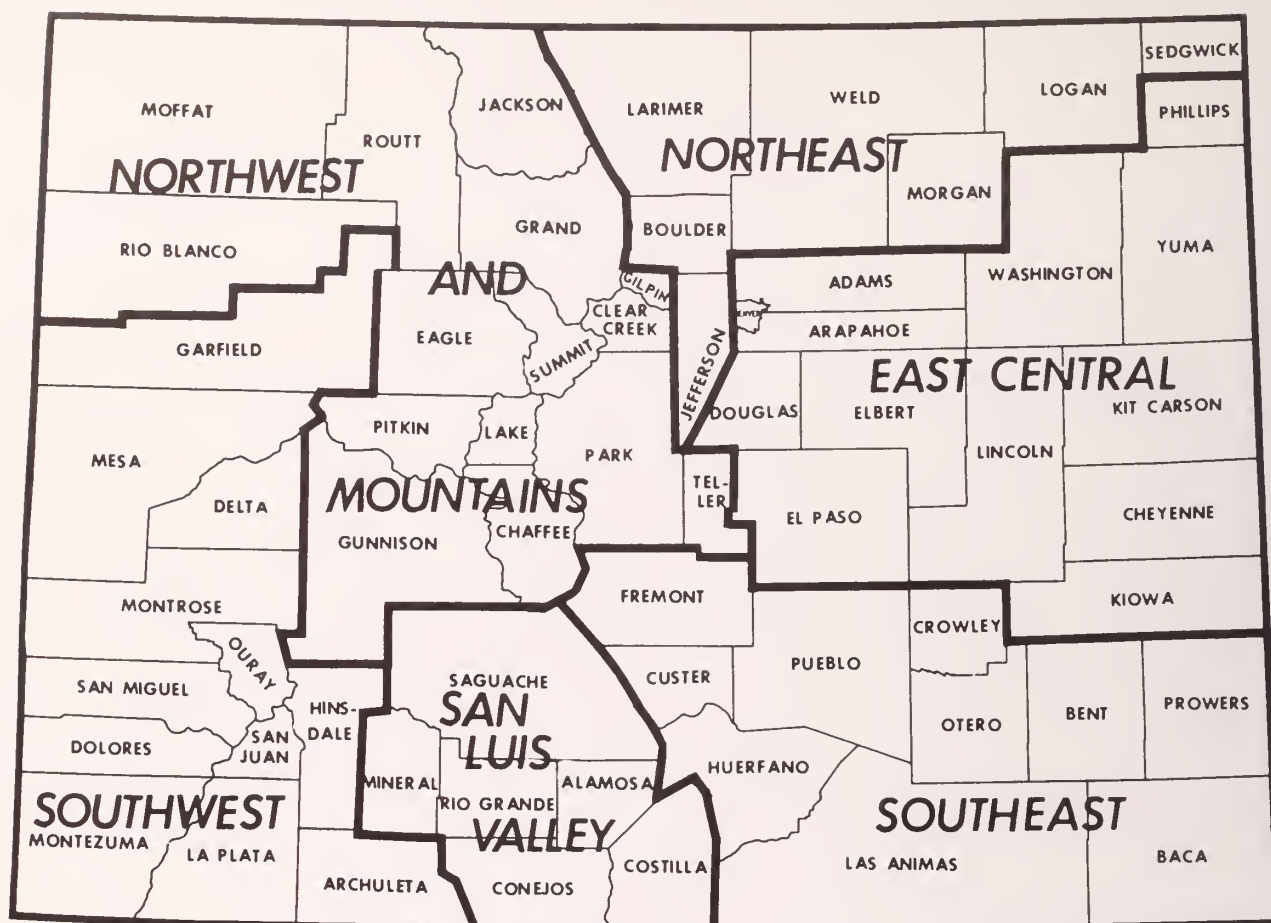 SEDGWICK
LOGAN
WELD
JACKSON
LARIMER
MOFFAT
PHILLIPS
ROUTT
NORTHEAST
NORTHWEST
MORGAN
GRAND
BOULDER
YUMA
RIO BLANCO
WASHINGTON
AND
GILPIN
ADAMS
CLEAR
CREEK
DENVER
ARAPAHOE
EAGLE
GARFIELD
SUMMIT
JEFFERSON
EAST CENTRAL
KIT CARSON
DOUGLAS
ELBERT
PITKIN
LAKE
LINCOLN
PARK
MESA
TEL-
LER
MOUNTAINS
DELTA
EL PASO
CHEYENNE
CHAFFEE
GUNNISON
FREMONT
KIOWA
MONTROSE
CROWLEY
OURAY
PUEBLO
SAGUACHE
CUSTER
SAN MIGUEL
PROWERS
SAN
LUIS
VALLEY
HINS-
DALE
BENT
OTERO
SAN
JUAN
DOLORES
HUERFANO
MINERAL
ALAMOSA
RIO GRANDE
SOUTHWEST
SOUTHEAST
MONTEZUMA
LA PLATA
LAS ANIMAS
BACA
COSTILLA
ARCHULETA
CONEJOS